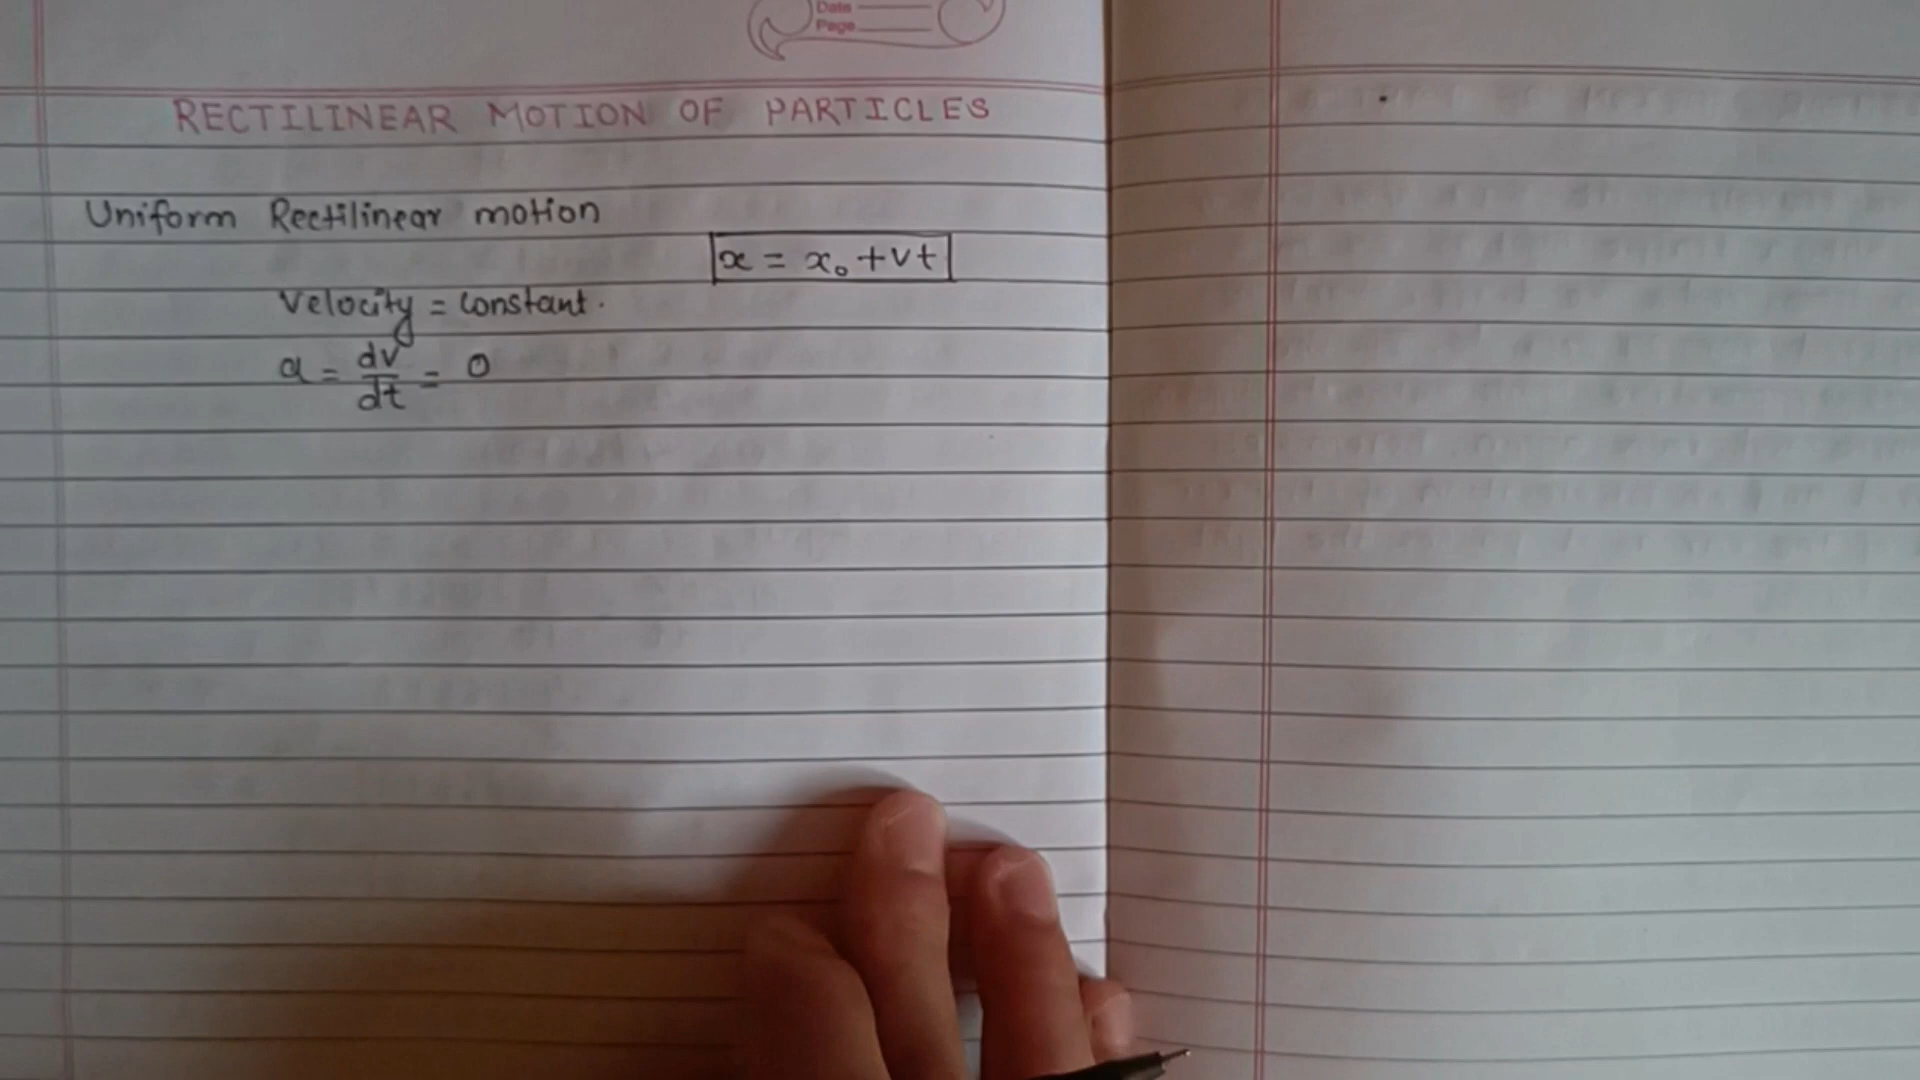 Date
Page
RECTILINEAR MOTION OF PARTICLES
Uniform Rectilinear motion
x = x₀ + vt
Velocity = constant.
a = dv/dt = 0